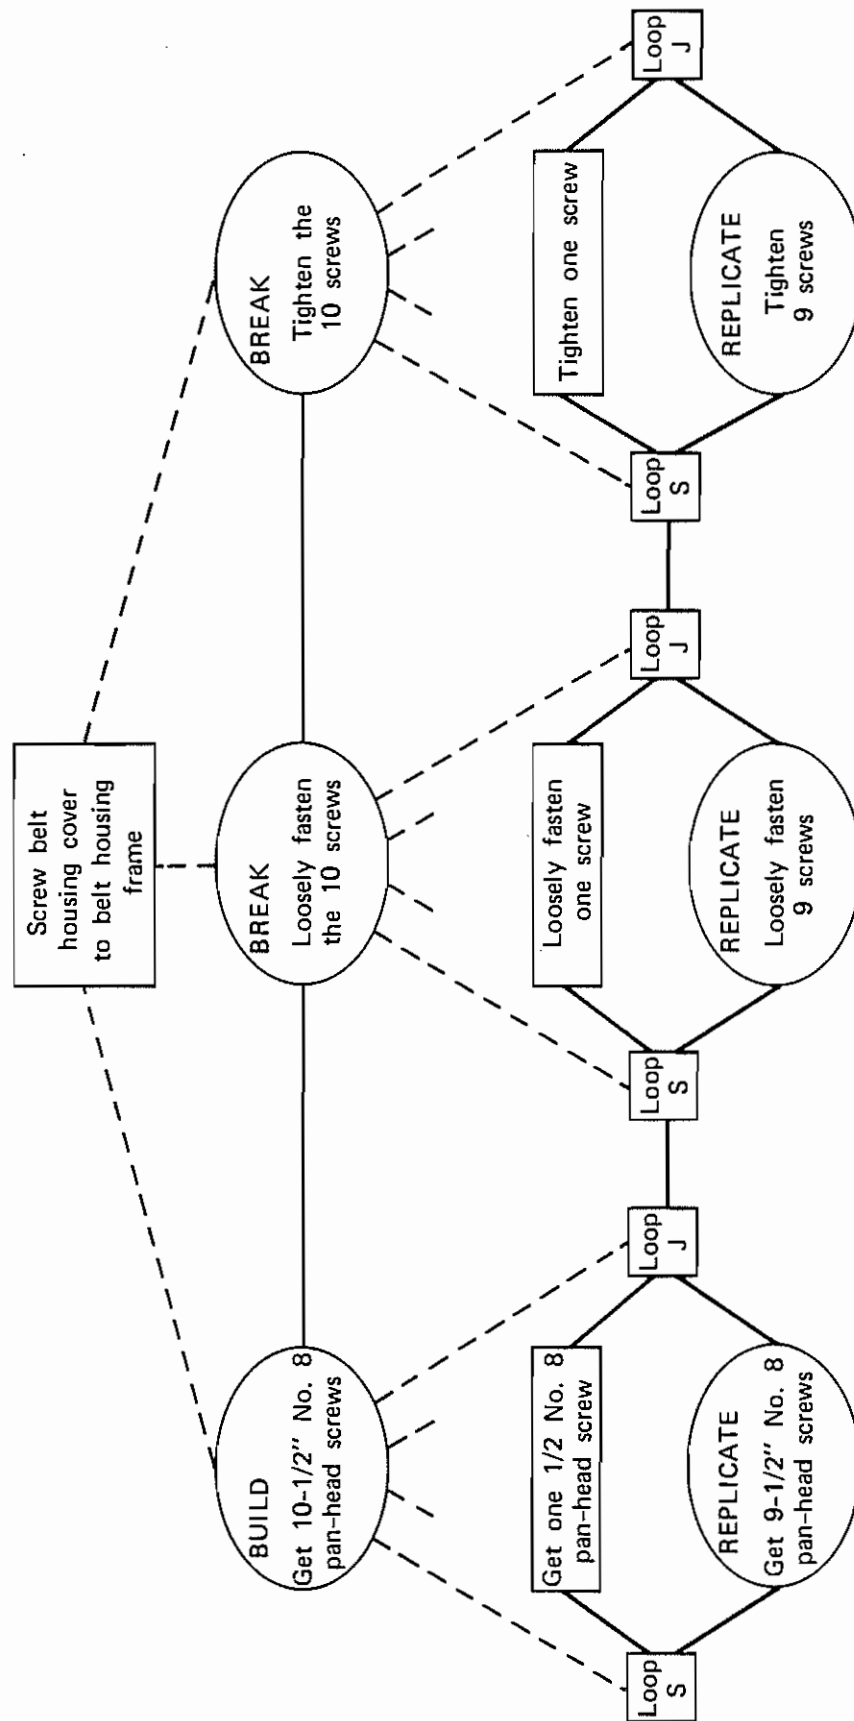 Screw belt
housing cover
to belt housing
frame
BUILD
Get 10-1/2" No. 8
pan-head screws
BREAK
Loosely fasten
the 10 screws
BREAK
Tighten the
10 screws
Loop
S
Get one 1/2 No. 8
pan-head screw
REPLICATE
Get 9-1/2" No. 8
pan-head screws
Loop
J
Loop
S
Loosely fasten
one screw
REPLICATE
Loosely fasten
9 screws
Loop
J
Loop
S
Tighten one screw
REPLICATE
Tighten
9 screws
Loop
J